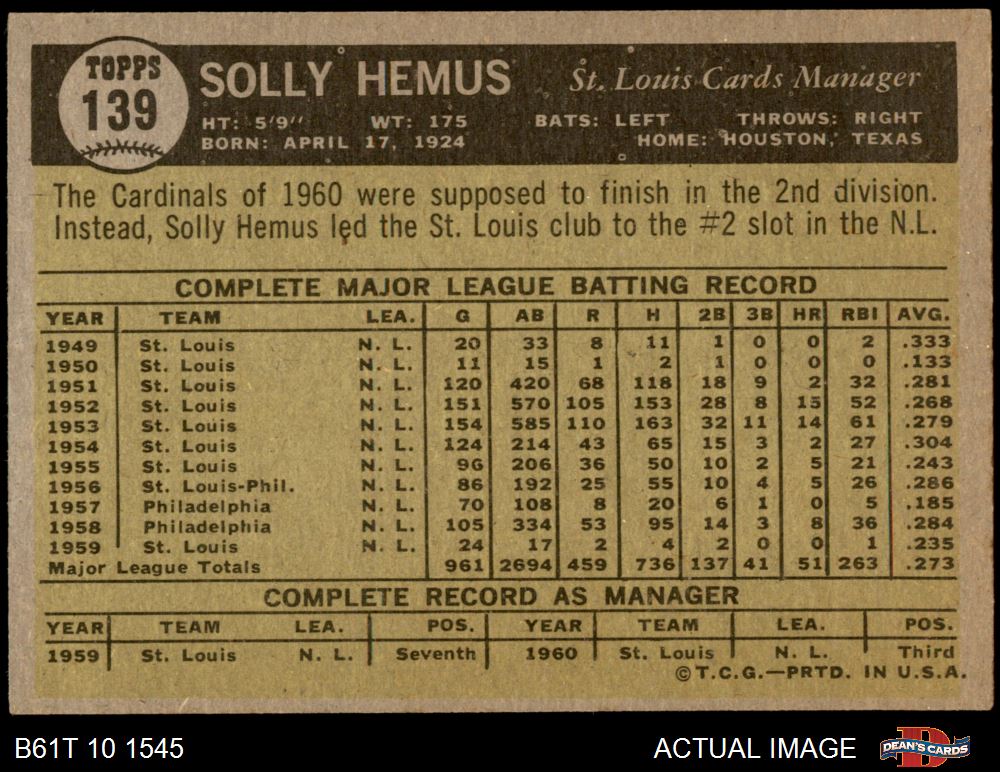 TOPPS
139
SOLLY HEMUS St. Louis Cards Manager
HT: 5'9" WT: 175 BATS: LEFT THROWS: RIGHT
BORN: APRIL 17, 1924 HOME: HOUSTON, TEXAS
The Cardinals of 1960 were supposed to finish in the 2nd division.
Instead, Solly Hemus led the St. Louis club to the #2 slot in the N.L.
COMPLETE MAJOR LEAGUE BATTING RECORD
YEAR TEAM LEA. G AB R H 2B 3B HR RBI AVG.
1949 St. Louis N. L. 20 33 8 11 1 0 0 2 .333
1950 St. Louis N. L. 11 15 1 2 1 0 0 0 .133
1951 St. Louis N. L. 120 420 68 118 18 9 2 32 .281
1952 St. Louis N. L. 151 570 105 153 28 8 15 52 .268
1953 St. Louis N. L. 154 585 110 163 32 11 14 61 .279
1954 St. Louis N. L. 124 214 43 65 15 3 2 27 .304
1955 St. Louis N. L. 96 206 36 50 10 2 5 21 .243
1956 St. Louis-Phil. N. L. 86 192 25 55 10 4 5 26 .286
1957 Philadelphia N. L. 70 108 8 20 6 1 0 5 .185
1958 Philadelphia N. L. 105 334 53 95 14 3 8 36 .284
1959 St. Louis N. L. 24 17 2 4 2 0 0 1 .235
Major League Totals 961 2694 459 736 137 41 51 263 .273
COMPLETE RECORD AS MANAGER
YEAR TEAM LEA. POS. YEAR TEAM LEA. POS.
1959 St. Louis N. L. Seventh 1960 St. Louis N. L. Third
©T.C.G.—PRTD. IN U.S.A.
B61T 10 1545 ACTUAL IMAGE DEAN'S CARDS